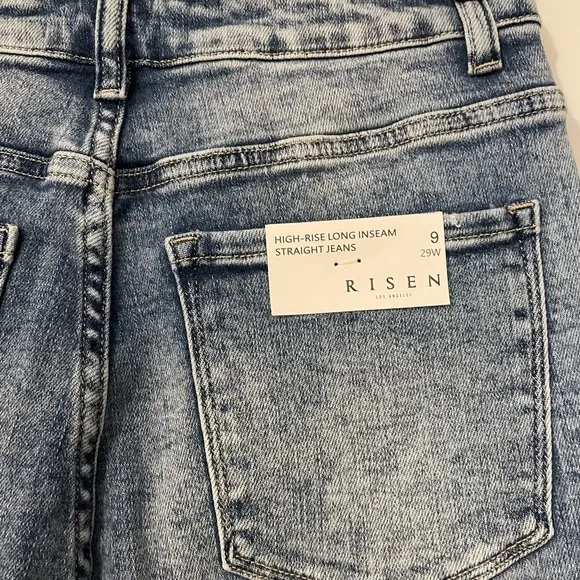 HIGH-RISE LONG INSEAM
STRAIGHT JEANS
9
29W
RISEN
LOS ANGELES